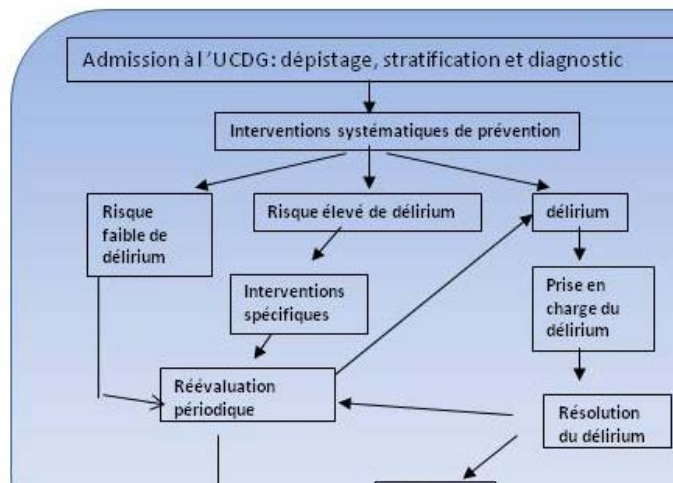 Admission à l'UCDG: dépistage, stratification et diagnostic
Interventions systématiques de prévention
Risque
faible de
délirium
Risque élevé de délirium
délirium
Interventions
spécifiques
Prise en
charge du
délirium
Réévaluation
périodique
Résolution
du délirium